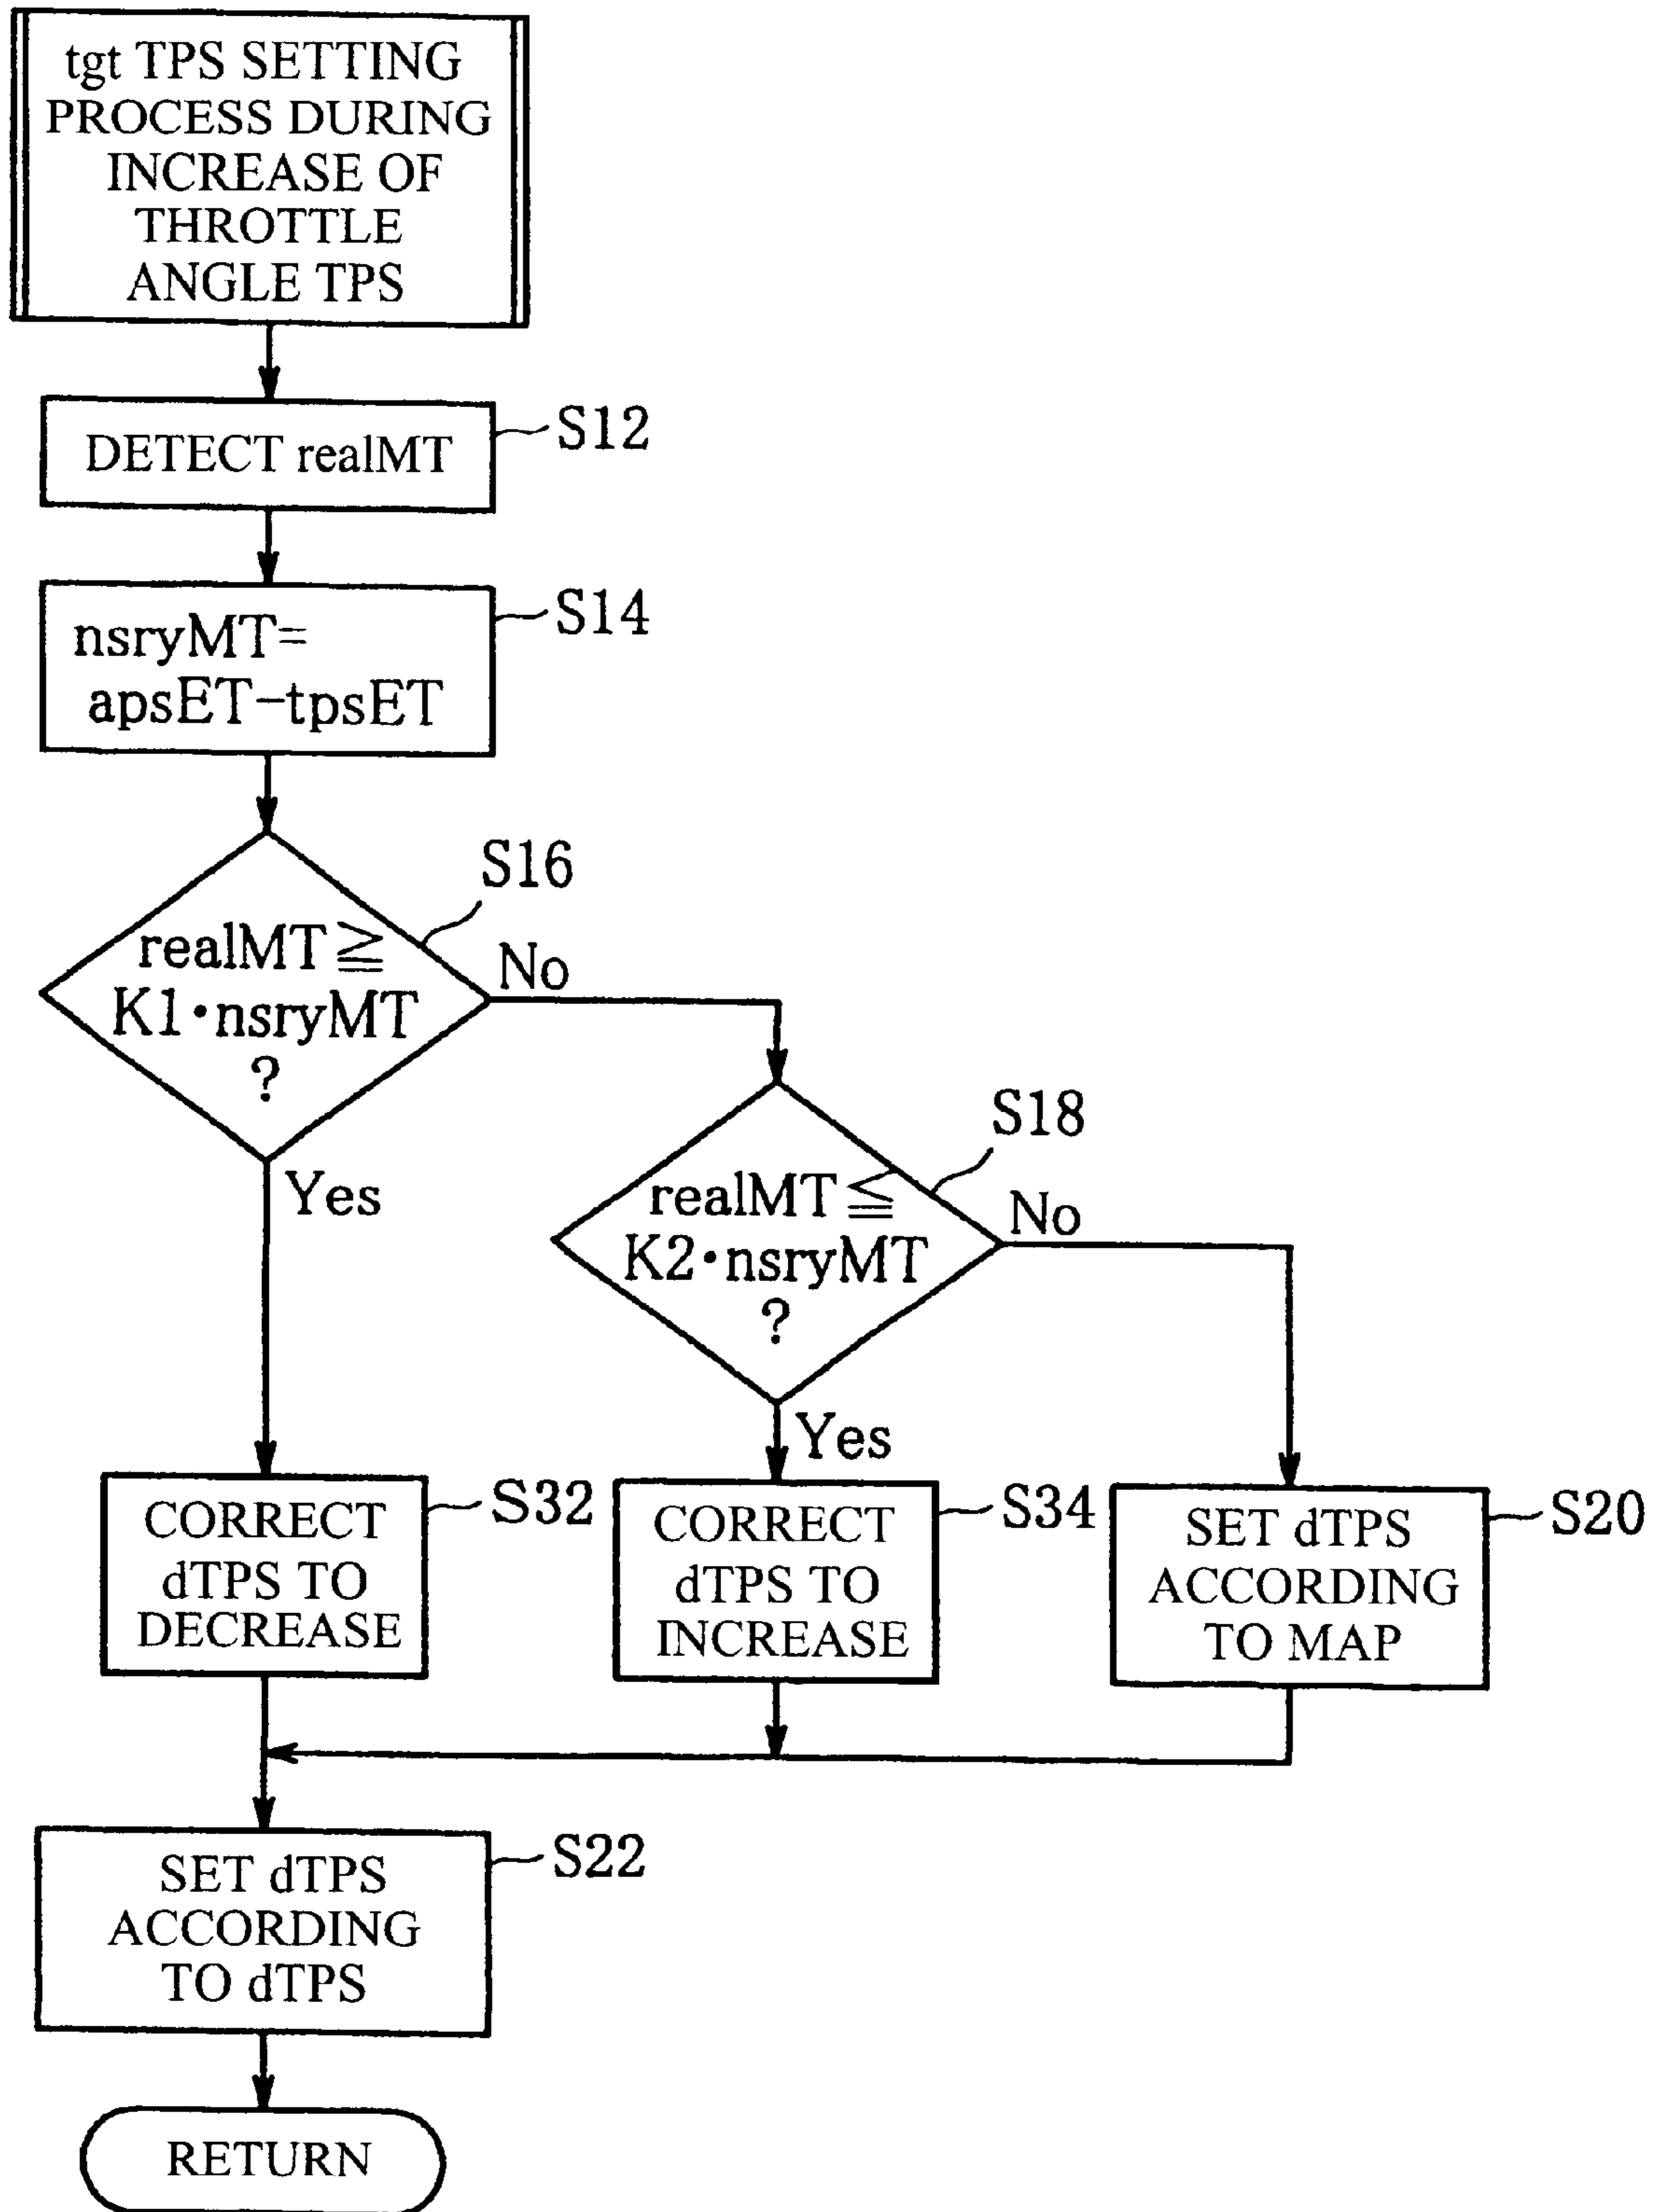 tgt TPS SETTING
PROCESS DURING
INCREASE OF
THROTTLE
ANGLE TPS
DETECT realMT
S12
nsryMT=
apsET-tpsET
S14
realMT≧
K1·nsryMT
?
S16
No
Yes
realMT≦
K2·nsryMT
?
S18
No
Yes
CORRECT
dTPS TO
DECREASE
S32
CORRECT
dTPS TO
INCREASE
S34
SET dTPS
ACCORDING
TO MAP
S20
SET dTPS
ACCORDING
TO dTPS
S22
RETURN